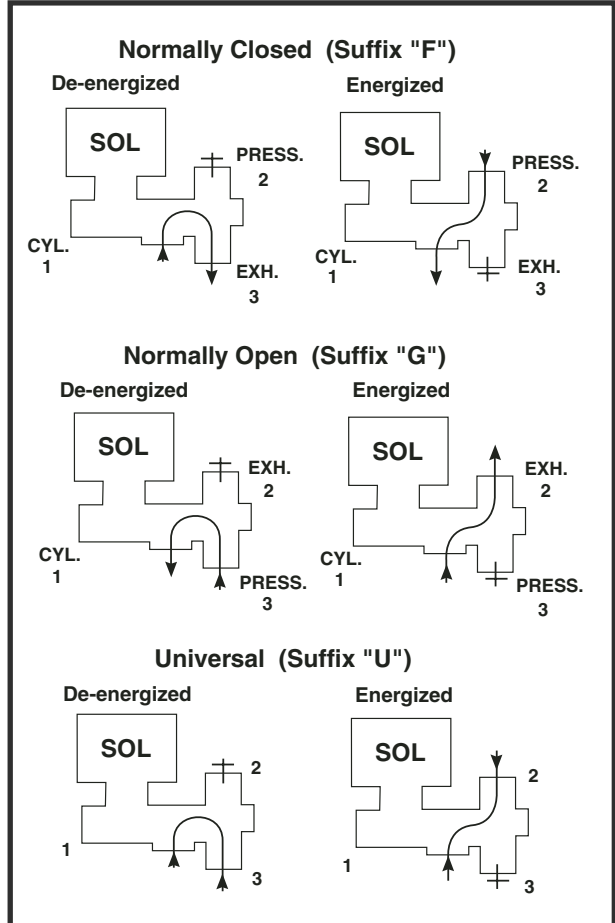 Normally Closed (Suffix "F")
De-energized
Energized
SOL
PRESS.
2
CYL.
1
EXH.
3
SOL
PRESS.
2
CYL.
1
EXH.
3
Normally Open (Suffix "G")
De-energized
Energized
SOL
EXH.
2
CYL.
1
PRESS.
3
SOL
EXH.
2
CYL.
1
PRESS.
3
Universal (Suffix "U")
De-energized
Energized
SOL
2
1
3
SOL
2
1
3